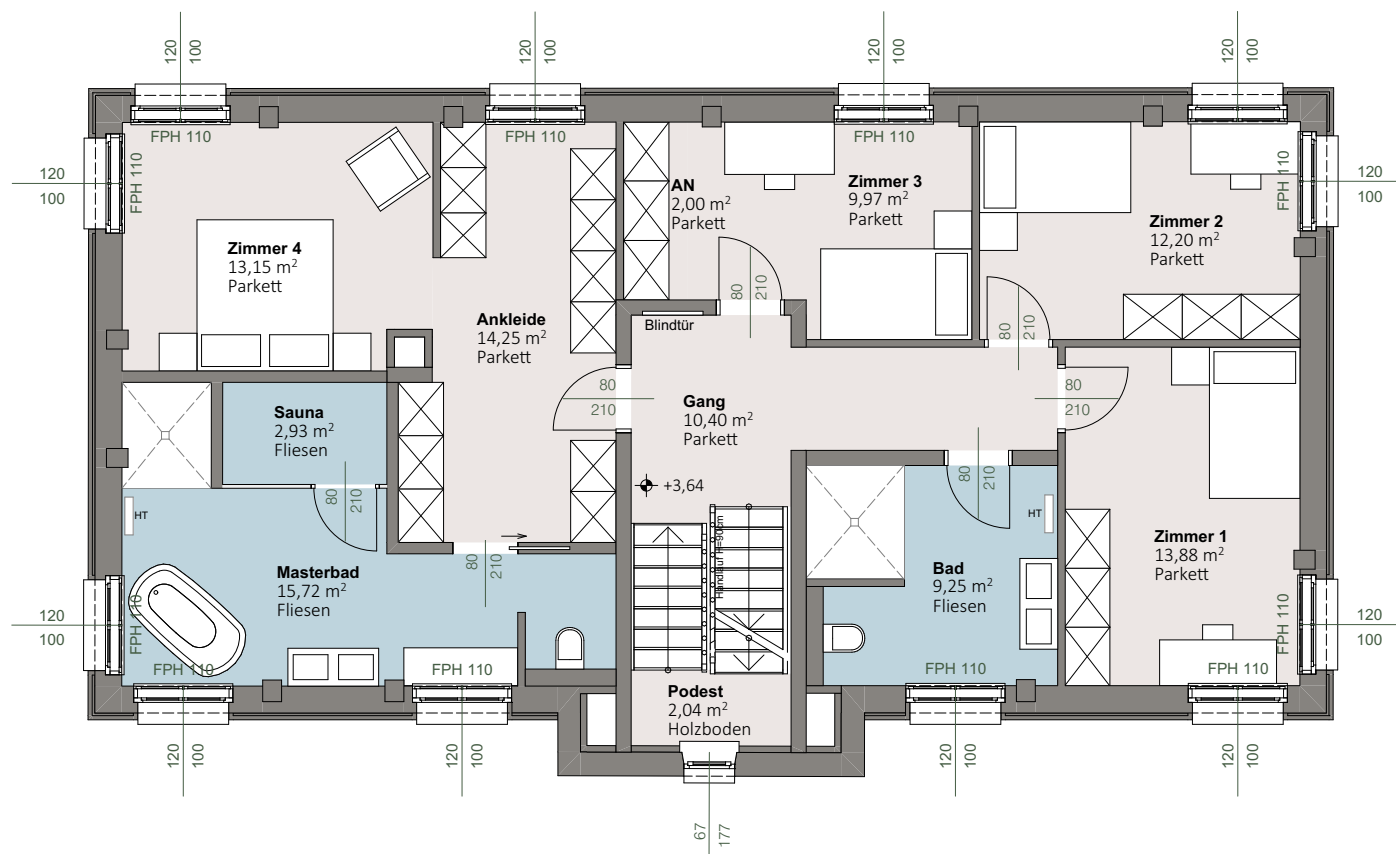 120
100
120
100
120
100
120
100
FPH 110
FPH 110
FPH 110
FPH 110
120
100
FPH 110
120
100
FPH 110
AN
2,00 m²
Parkett
Zimmer 3
9,97 m²
Parkett
Zimmer 2
12,20 m²
Parkett
Zimmer 4
13,15 m²
Parkett
80
210
80
210
Blindtür
Ankleide
14,25 m²
Parkett
80
210
Gang
10,40 m²
Parkett
80
210
Sauna
2,93 m²
Fliesen
80
210
80
210
+3,64
HT
HT
Handlauf H=90cm
80
210
Masterbad
15,72 m²
Fliesen
Bad
9,25 m²
Fliesen
Zimmer 1
13,88 m²
Parkett
120
100
FPH 110
120
100
FPH 110
FPH 110
FPH 110
FPH 110
FPH 110
Podest
2,04 m²
Holzboden
120
100
120
100
120
100
120
100
67
177